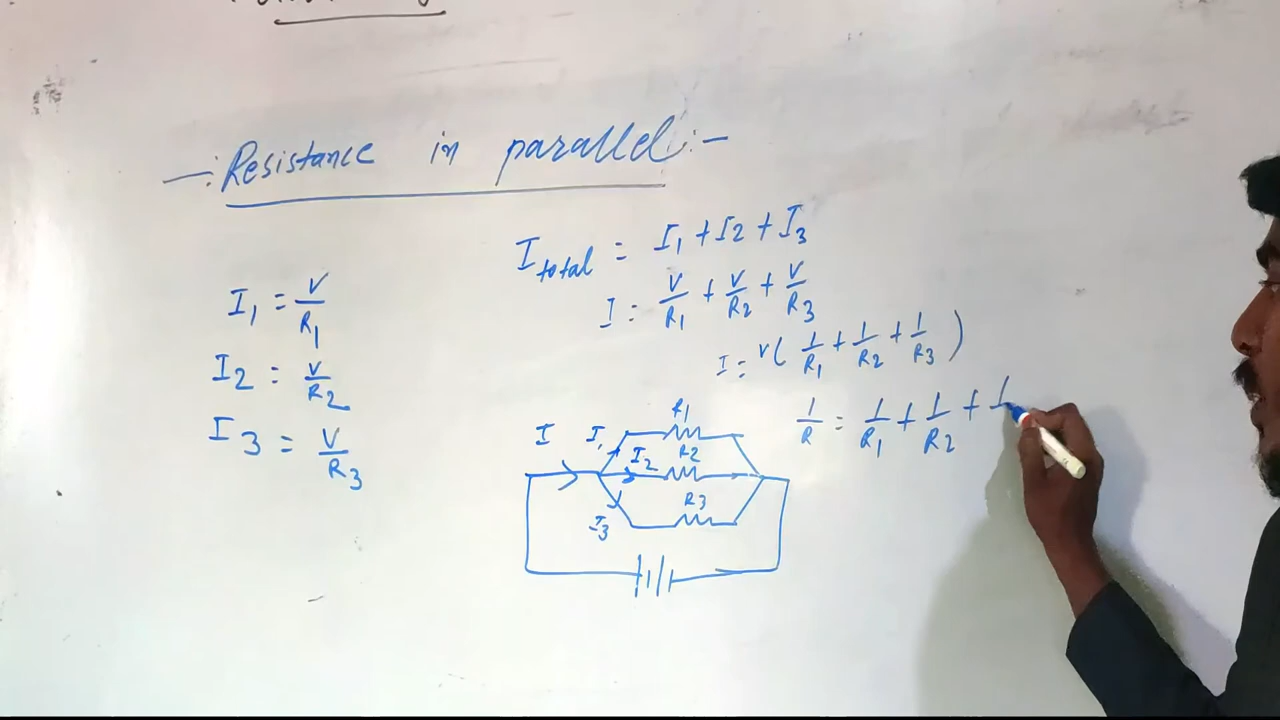 —: Resistance in parallel :-
I total = I1 + I2 + I3
I = V/R1 + V/R2 + V/R3
I = V( 1/R1 + 1/R2 + 1/R3 )
1/R = 1/R1 + 1/R2 + 1
I1 = V/R1
I2 = V/R2
I3 = V/R3
I
I1
R1
I2
R2
I3
R3